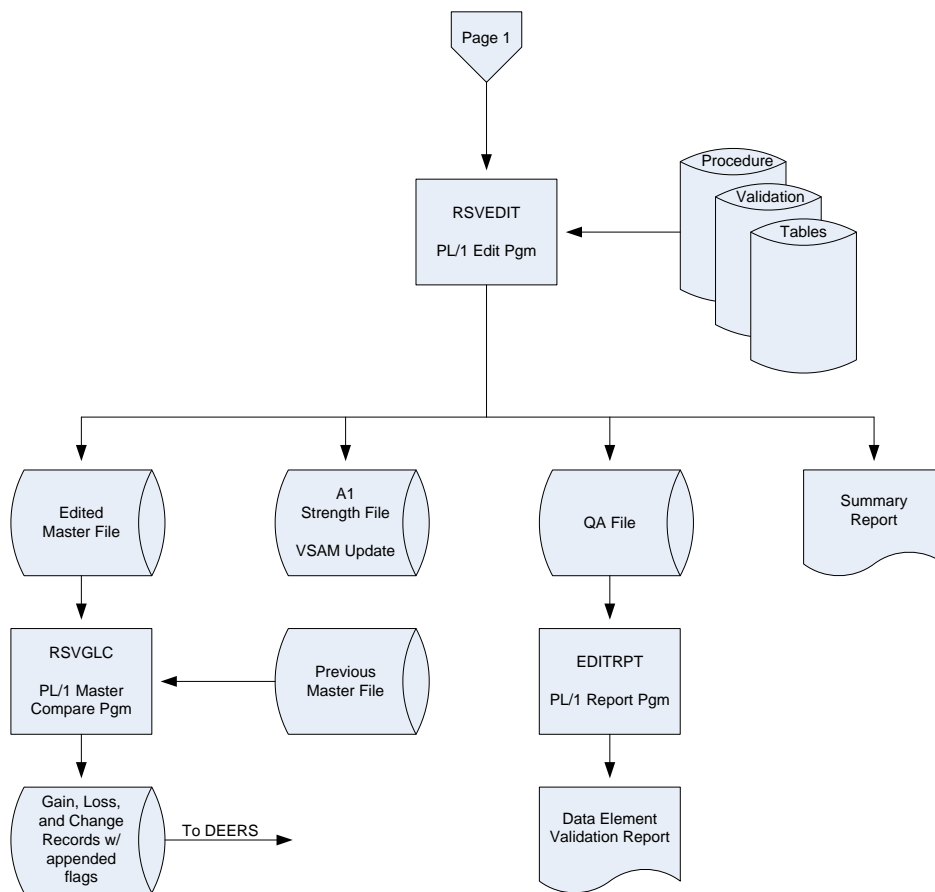 Page 1
Procedure
Validation
Tables
RSVEDIT
PL/1 Edit Pgm
Edited
Master File
A1
Strength File
VSAM Update
QA File
Summary
Report
RSVGLC
PL/1 Master
Compare Pgm
Previous
Master File
EDITRPT
PL/1 Report Pgm
Gain, Loss,
and Change
Records w/
appended
flags
To DEERS
Data Element
Validation Report